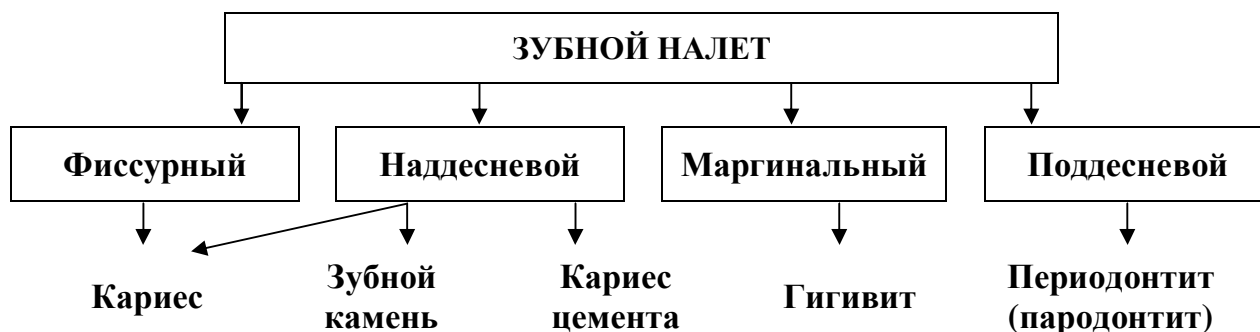 ЗУБНОЙ НАЛЕТ
Фиссурный
Наддесневой
Маргинальный
Поддесневой
Кариес
Зубной
камень
Кариес
цемента
Гигивит
Периодонтит
(пародонтит)